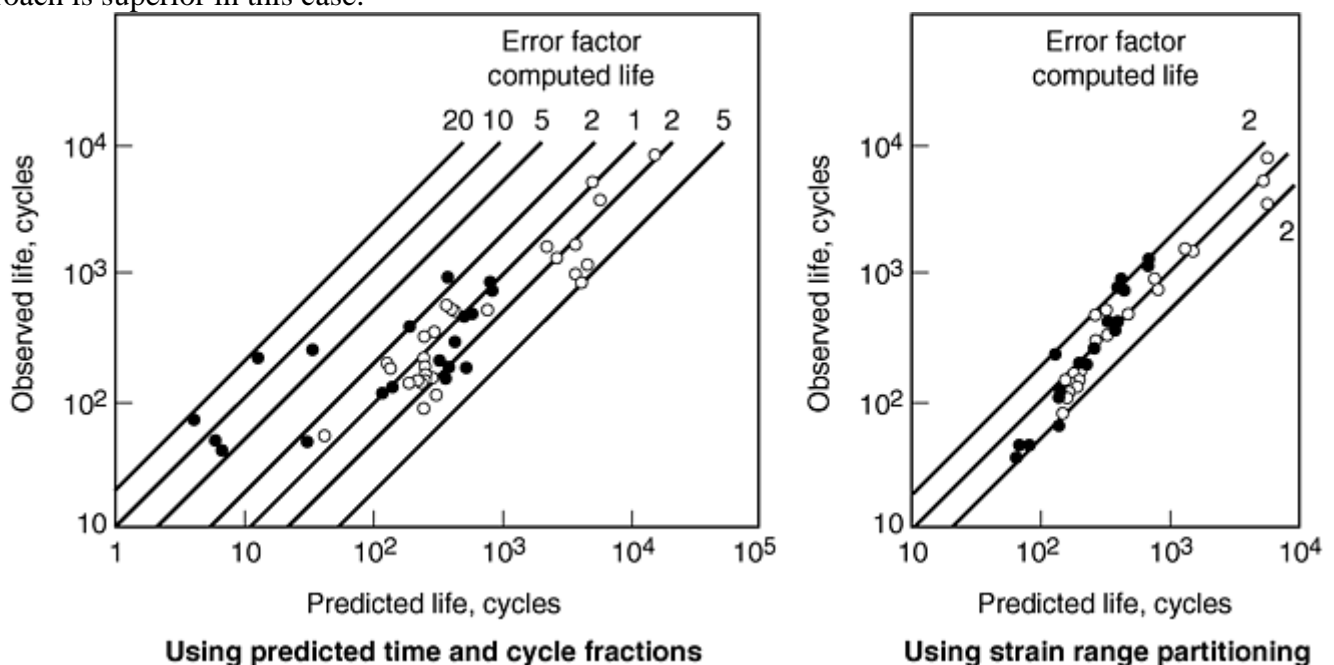 roach is superior in this case.
Error factor
computed life
20 10 5 2 1 2 5
10⁴
10³
10²
10
1 10 10² 10³ 10⁴ 10⁵
Observed life, cycles
Predicted life, cycles
Using predicted time and cycle fractions
Error factor
computed life
2
2
10⁴
10³
10²
10
10 10² 10³ 10⁴
Observed life, cycles
Predicted life, cycles
Using strain range partitioning